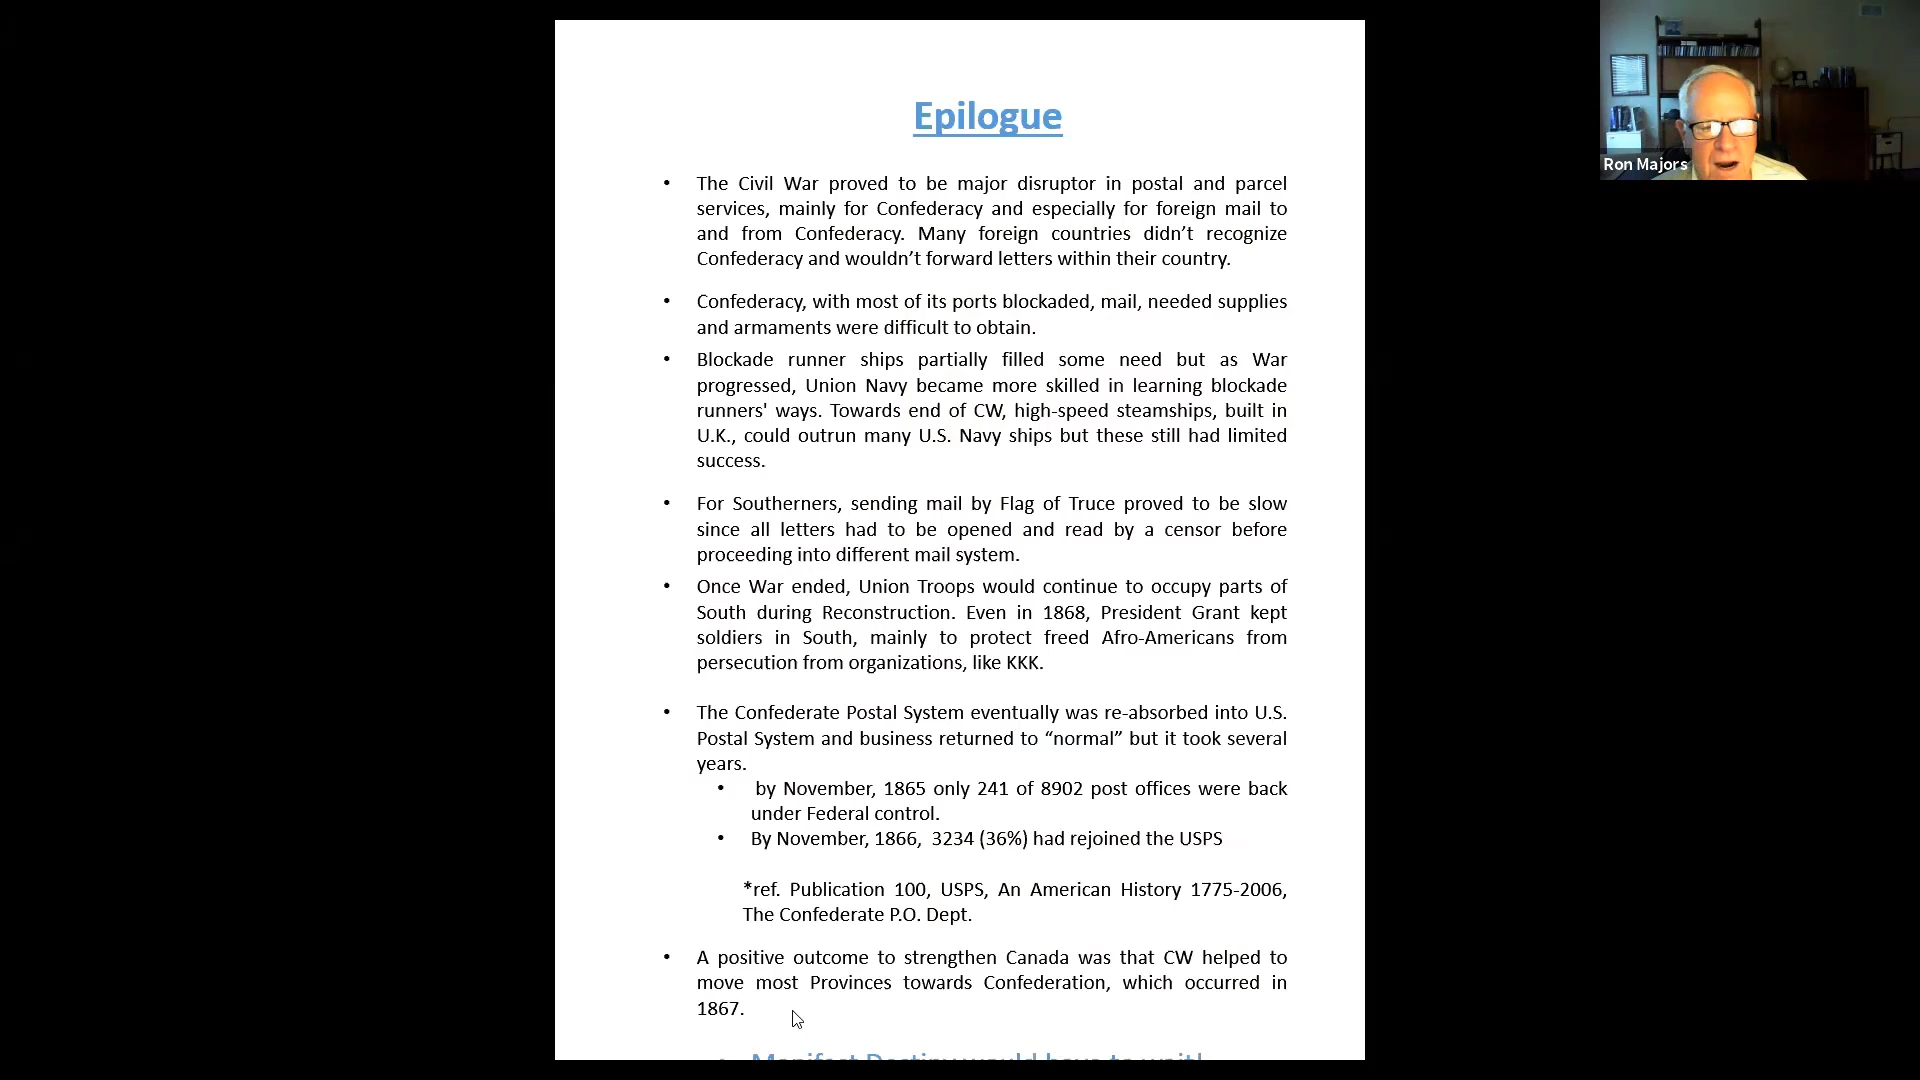 Epilogue
• The Civil War proved to be major disruptor in postal and parcel
services, mainly for Confederacy and especially for foreign mail to
and from Confederacy. Many foreign countries didn’t recognize
Confederacy and wouldn’t forward letters within their country.
• Confederacy, with most of its ports blockaded, mail, needed supplies
and armaments were difficult to obtain.
• Blockade runner ships partially filled some need but as War
progressed, Union Navy became more skilled in learning blockade
runners' ways. Towards end of CW, high-speed steamships, built in
U.K., could outrun many U.S. Navy ships but these still had limited
success.
• For Southerners, sending mail by Flag of Truce proved to be slow
since all letters had to be opened and read by a censor before
proceeding into different mail system.
• Once War ended, Union Troops would continue to occupy parts of
South during Reconstruction. Even in 1868, President Grant kept
soldiers in South, mainly to protect freed Afro-Americans from
persecution from organizations, like KKK.
• The Confederate Postal System eventually was re-absorbed into U.S.
Postal System and business returned to “normal” but it took several
years.
• by November, 1865 only 241 of 8902 post offices were back
under Federal control.
• By November, 1866, 3234 (36%) had rejoined the USPS
*ref. Publication 100, USPS, An American History 1775-2006,
The Confederate P.O. Dept.
• A positive outcome to strengthen Canada was that CW helped to
move most Provinces towards Confederation, which occurred in
1867.
• Manifest Destiny would have to wait!
Ron Majors